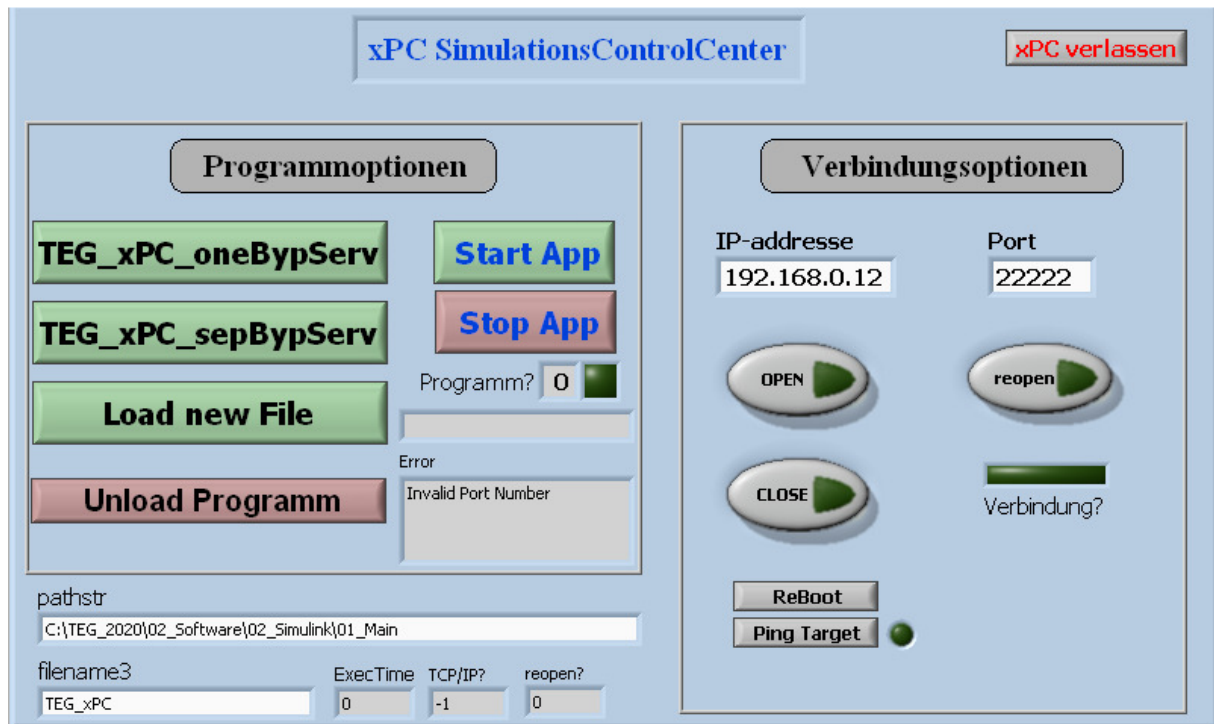 xPC SimulationsControlCenter
xPC verlassen
Programmoptionen
TEG_xPC_oneBypServ
Start App
TEG_xPC_sepBypServ
Stop App
Programm? 0
Load new File
Error
Invalid Port Number
Unload Programm
pathstr
C:\TEG_2020\02_Software\02_Simulink\01_Main
filename3
TEG_xPC
ExecTime
0
TCP/IP?
-1
reopen?
0
Verbindungsoptionen
IP-addresse
192.168.0.12
Port
22222
OPEN
reopen
CLOSE
Verbindung?
ReBoot
Ping Target